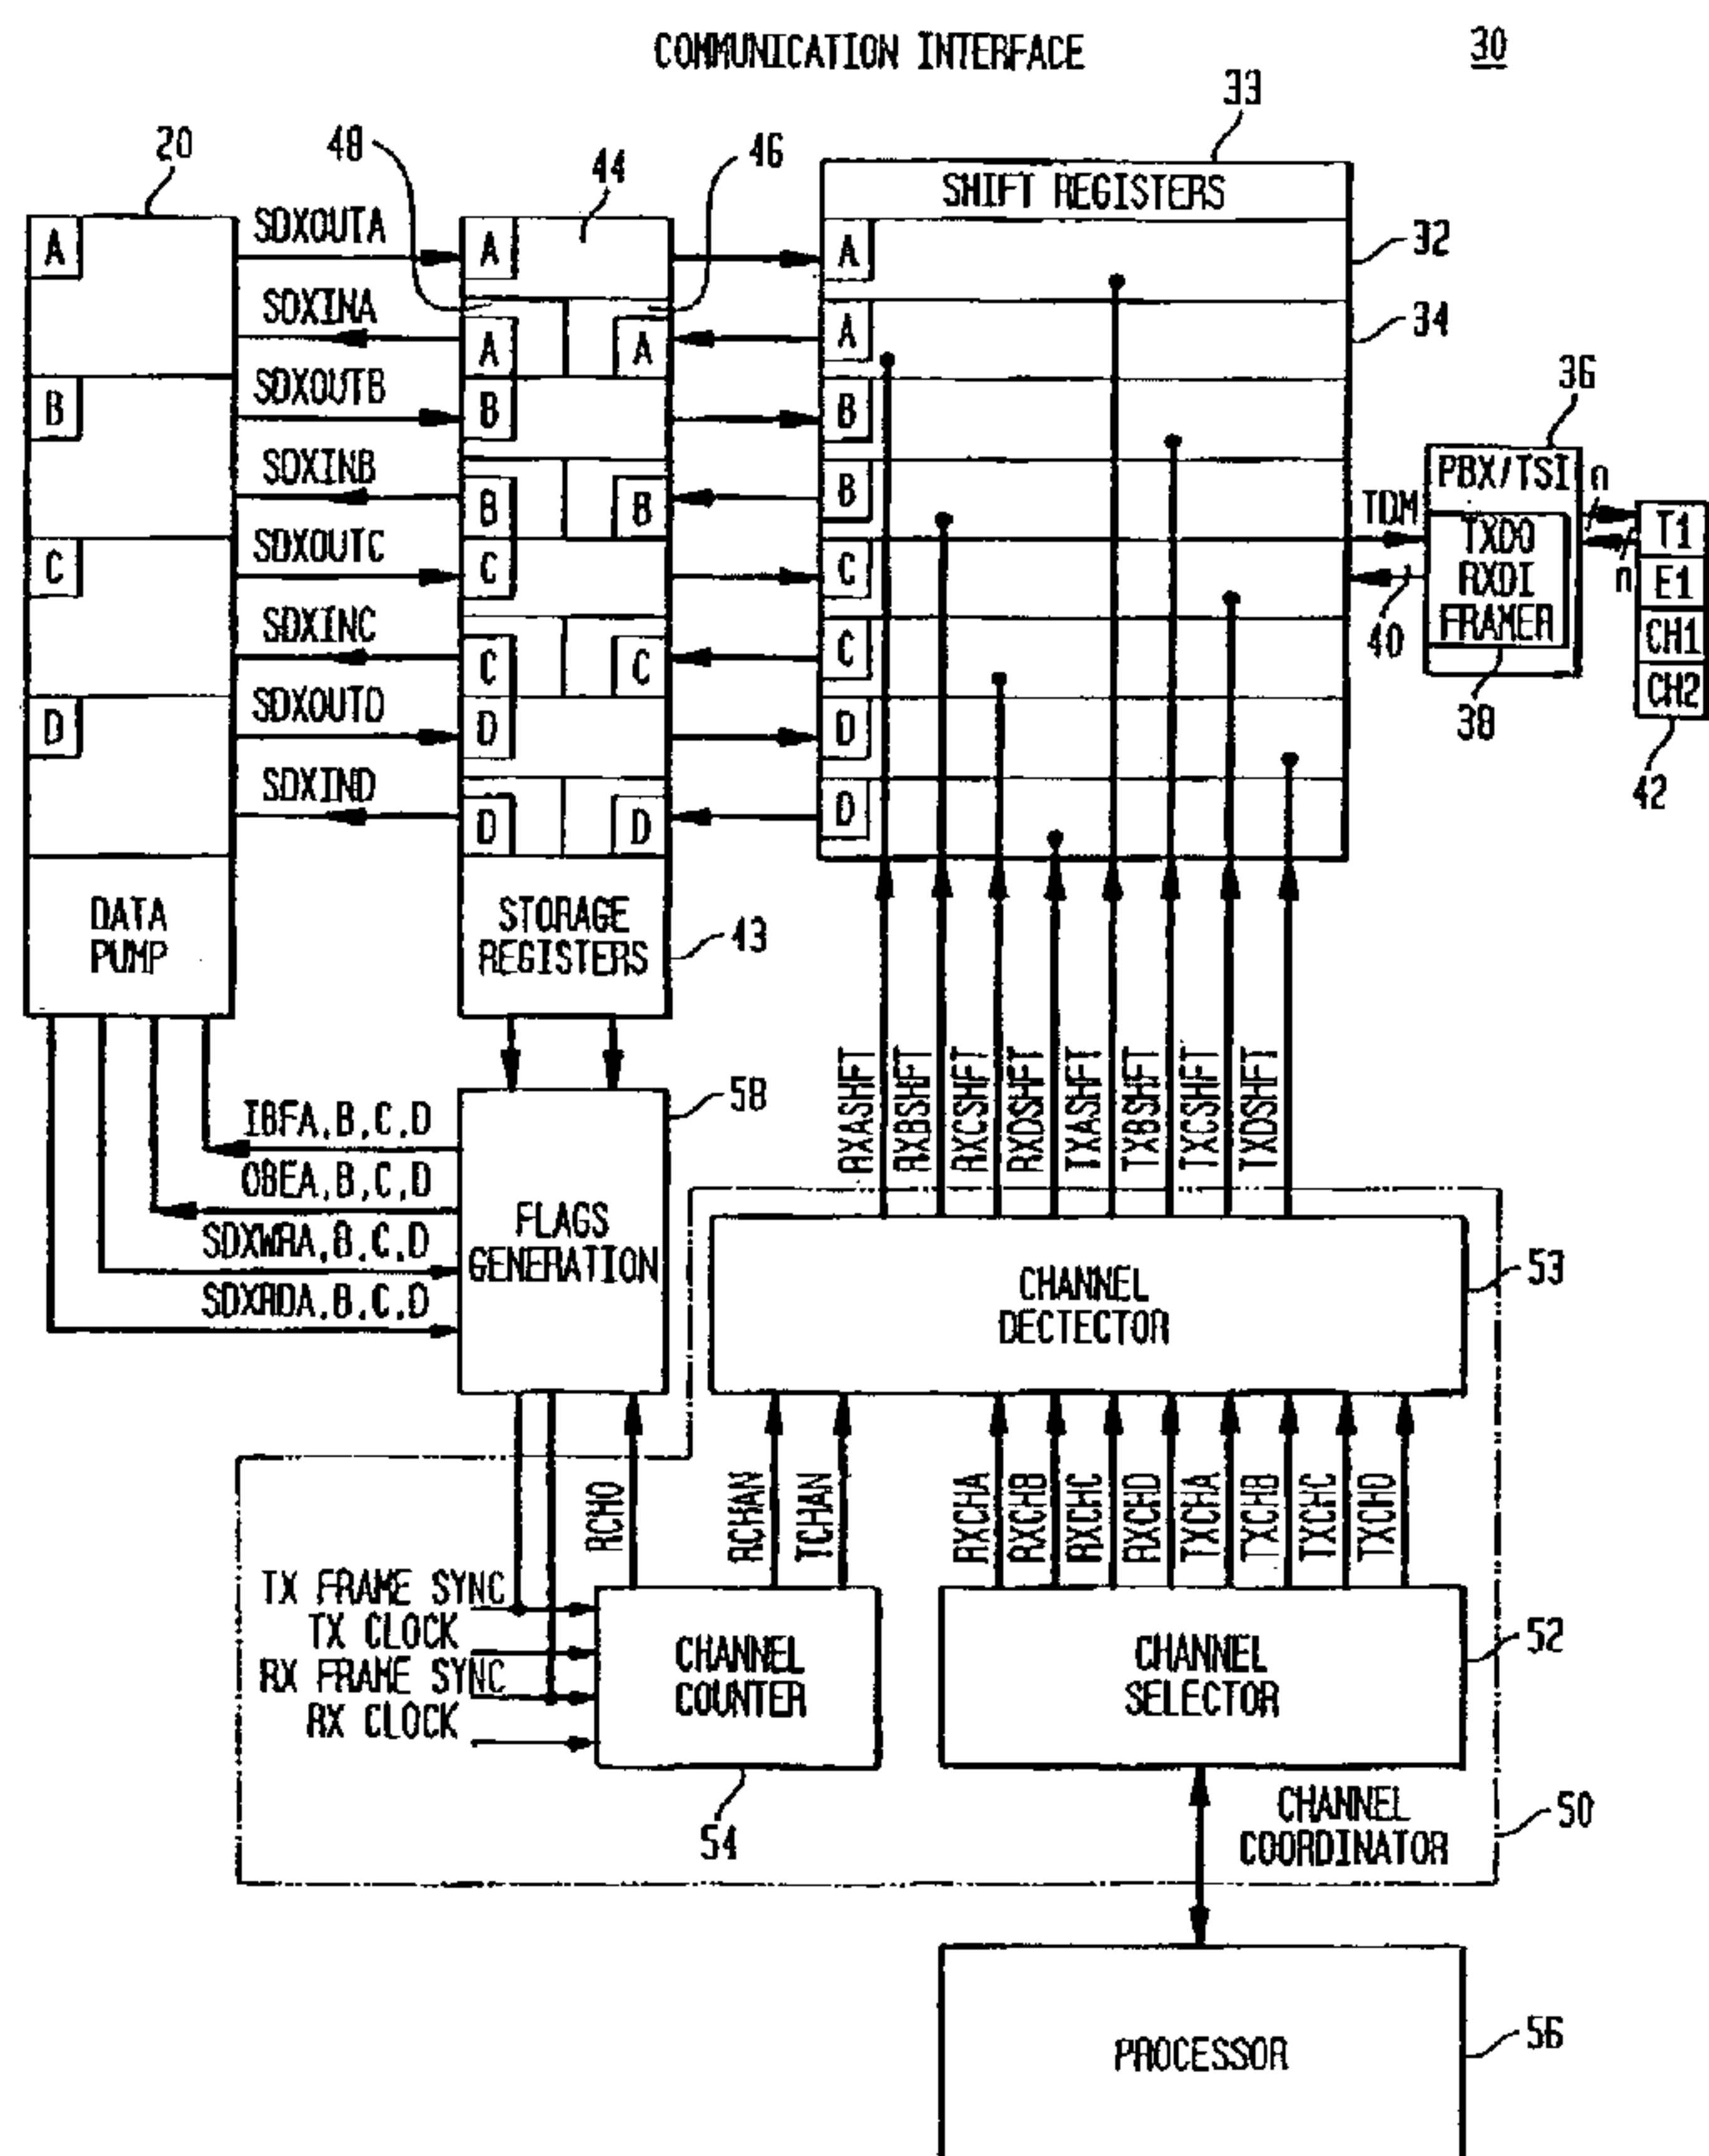 COMMUNICATION INTERFACE
30
33
20
48
44
46
SHIFT REGISTERS
32
34
36
A
B
C
D
SDXOUTA
SDXINA
SDXOUTB
SDXINB
SDXOUTC
SDXINC
SDXOUTD
SDXIND
A
A
A
B
B
B
C
C
C
D
D
D
A
A
B
B
C
C
D
D
TDM
40
PBX/TSI
TXDO
RXDI
FRAMER
38
n
n
T1
E1
CH1
CH2
42
DATA
PUMP
STORAGE
REGISTERS
43
RXASHFT
RXBSHFT
RXCSHFT
RXDSHFT
TXASHFT
TXBSHFT
TXCSHFT
TXDSHFT
58
IBFA,B,C,D
OBEA,B,C,D
SDXWRA,B,C,D
SDXRDA,B,C,D
FLAGS
GENERATION
CHANNEL
DECTECTOR
53
RCH0
RCHAN
TCHAN
RXCHA
RXCHB
RXCHC
RXCHD
TXCHA
TXCHB
TXCHC
TXCHD
TX FRAME SYNC
TX CLOCK
RX FRAME SYNC
RX CLOCK
CHANNEL
COUNTER
54
CHANNEL
SELECTOR
52
CHANNEL
COORDINATOR
50
PROCESSOR
56